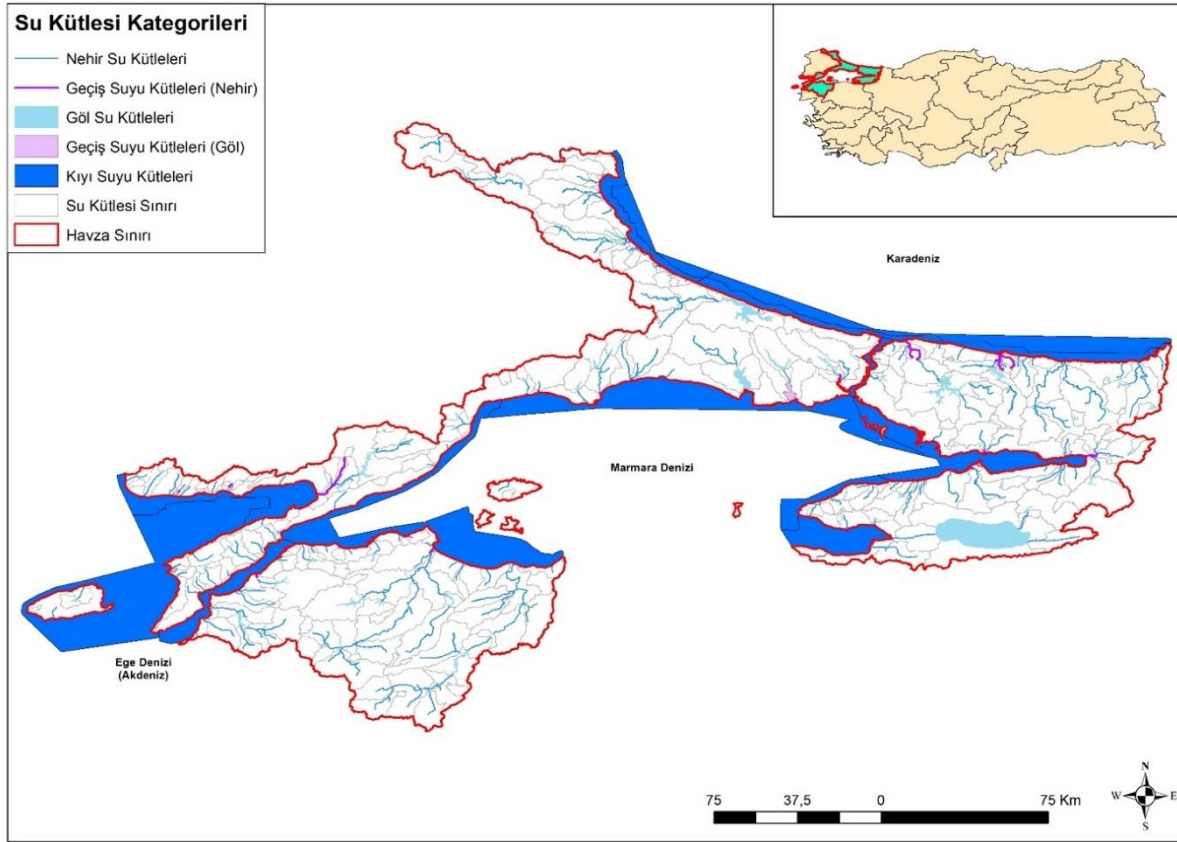 Su Kütlesi Kategorileri
Nehir Su Kütleleri
Geçiş Suyu Kütleleri (Nehir)
Göl Su Kütleleri
Geçiş Suyu Kütleleri (Göl)
Kıyı Suyu Kütleleri
Su Kütlesi Sınırı
Havza Sınırı
Karadeniz
Marmara Denizi
Ege Denizi
(Akdeniz)
75 37,5 0 75 Km
N
W E
S